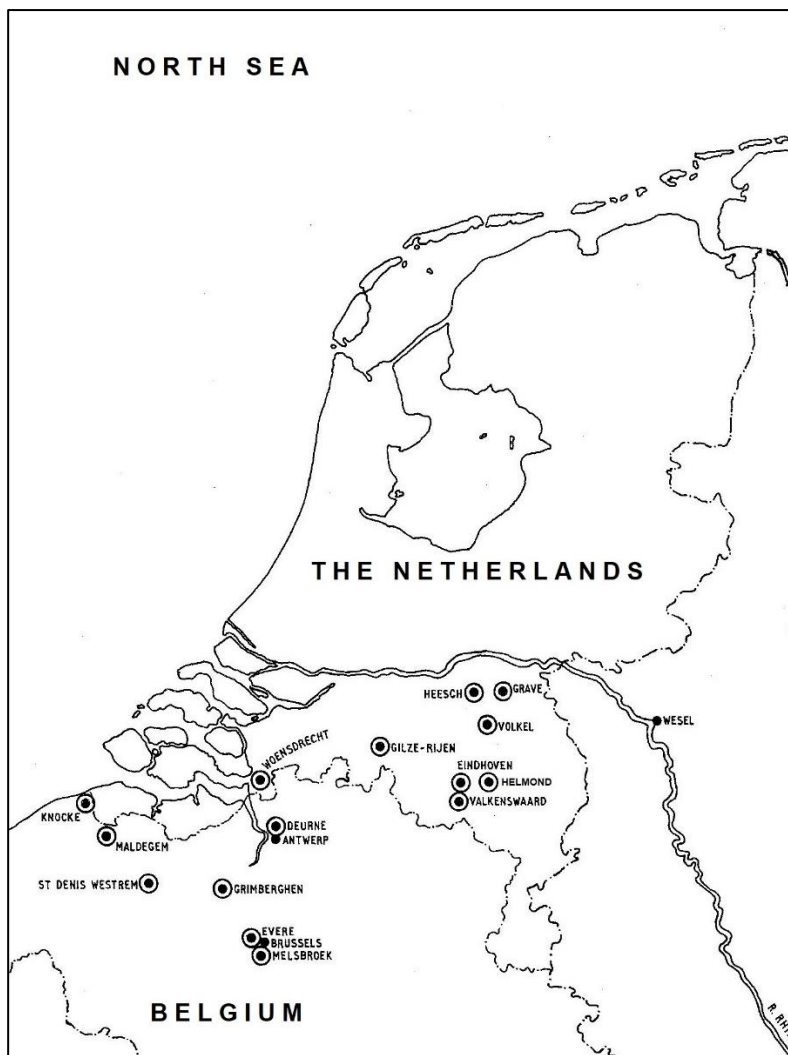 NORTH SEA
THE NETHERLANDS
HEESCH
GRAVE
VOLKEL
WESEL
WOENSDRECHT
GILZE-RIJEN
EINDHOVEN
HELMOND
VALKENSWAARD
KNOCKE
MALDEGEM
DEURNE
ANTWERP
ST DENIS WESTREM
GRIMBERGHEN
EVERE
BRUSSELS
MELSBROEK
BELGIUM
R.